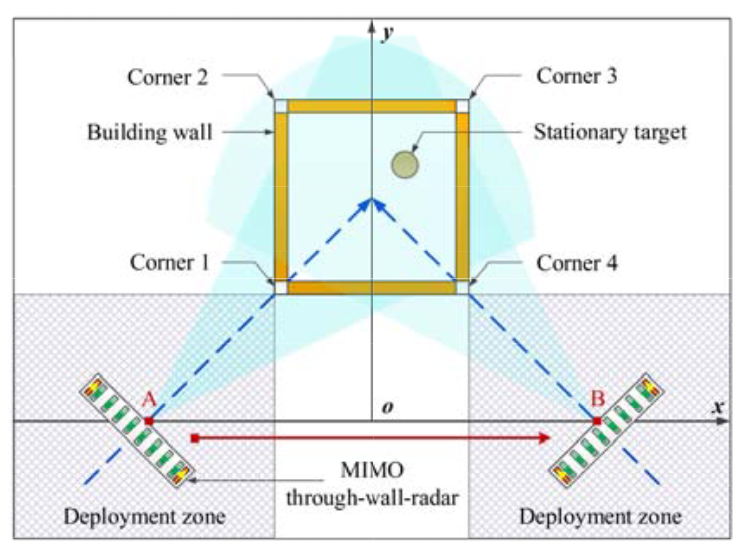 y
Corner 2
Corner 3
Building wall
Stationary target
Corner 1
Corner 4
A
B
o
x
MIMO
through-wall-radar
Deployment zone
Deployment zone